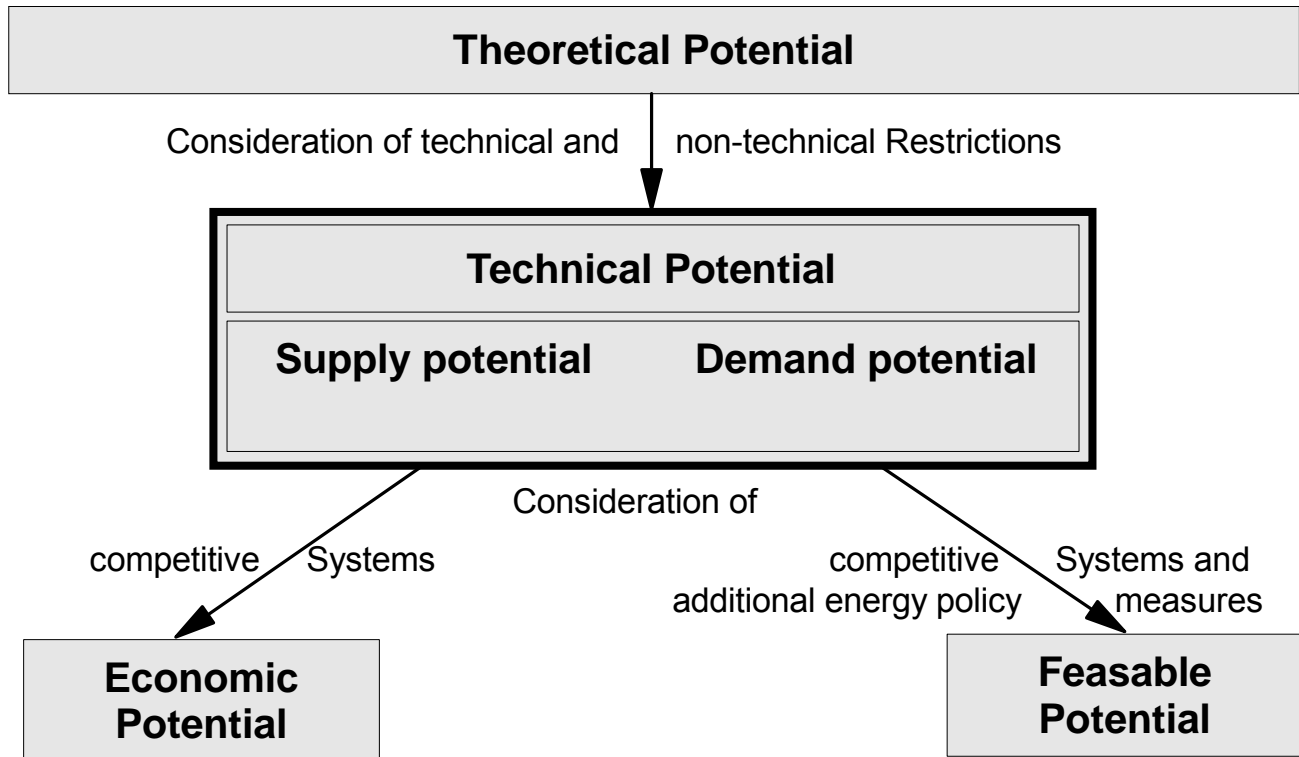 Theoretical Potential
Consideration of technical and non-technical Restrictions
Technical Potential
Supply potential Demand potential
Consideration of
competitive Systems
competitive Systems and
additional energy policy measures
Economic
Potential
Feasable
Potential